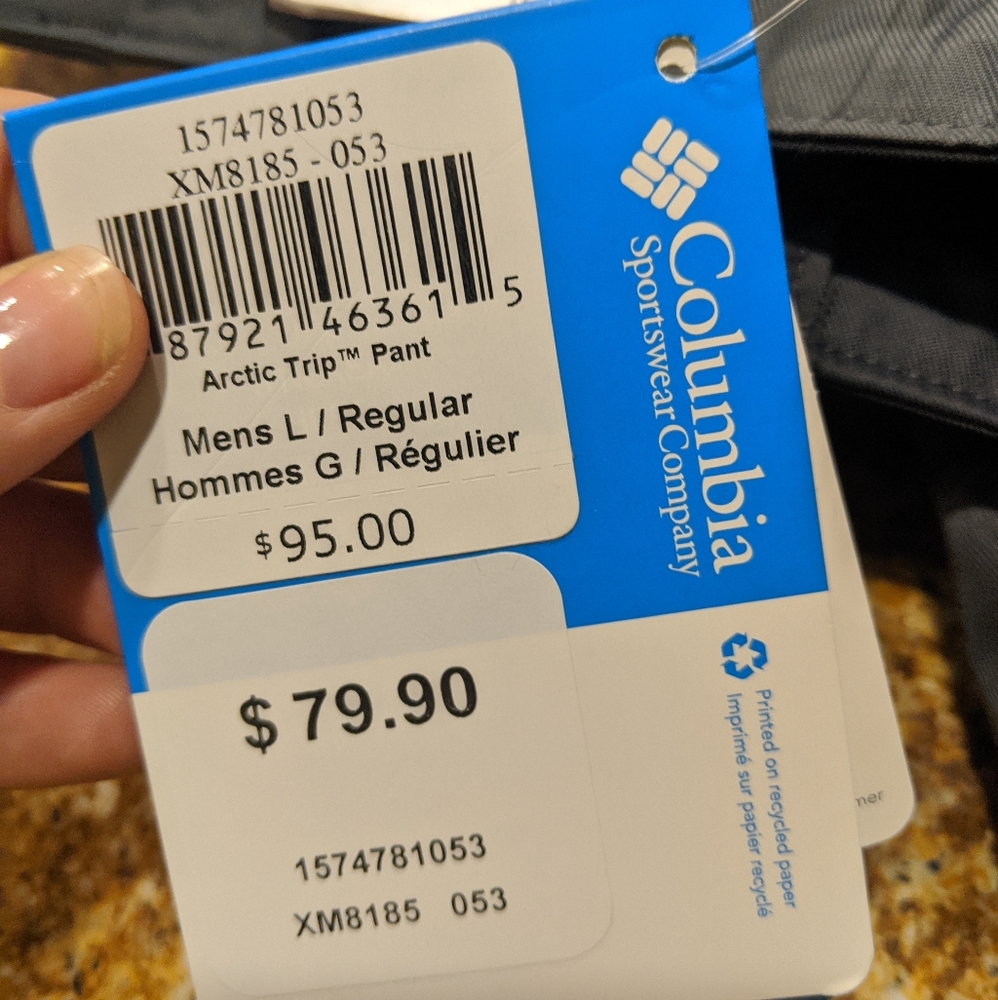 1574781053
XM8185 - 053
87921 46361 5
Arctic Trip™ Pant
Mens L / Regular
Hommes G / Régulier
$95.00
$79.90
1574781053
XM8185 053
Columbia
Sportswear Company
Printed on recycled paper
Imprimé sur papier recyclé